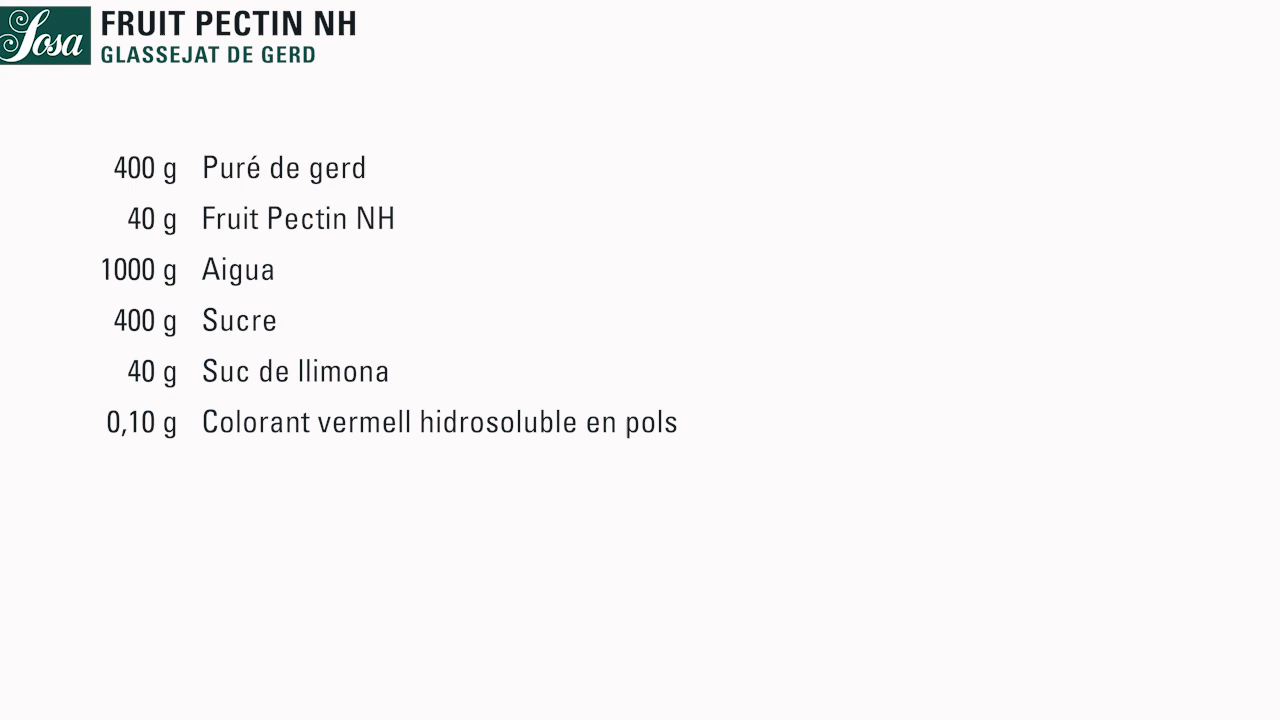 Sosa
FRUIT PECTIN NH
GLASSEJAT DE GERD
400 g Puré de gerd
40 g Fruit Pectin NH
1000 g Aigua
400 g Sucre
40 g Suc de llimona
0,10 g Colorant vermell hidrosoluble en pols